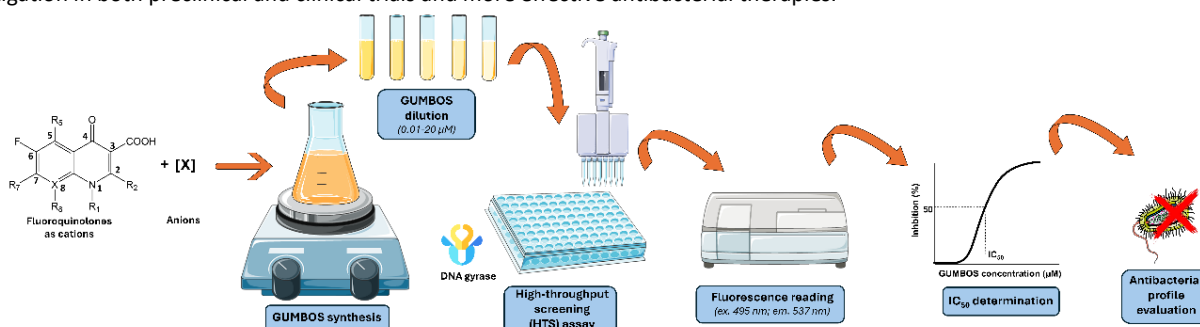 igation in both preclinical and clinical trials and more effective antibacterial therapies.
GUMBOS
dilution
(0.01-20 µM)
R5
O
F
5
4
3
COOH
6
+ [X]
R7
7
X
8
N
1
2
R2
R8
R1
Fluoroquinolones
as cations
Anions
DNA gyrase
GUMBOS synthesis
High-throughput
screening
(HTS) assay
Fluorescence reading
(ex. 495 nm; em. 537 nm)
Inhibition (%)
50
IC50
GUMBOS concentration (µM)
IC50 determination
Antibacteria
profile
evaluation